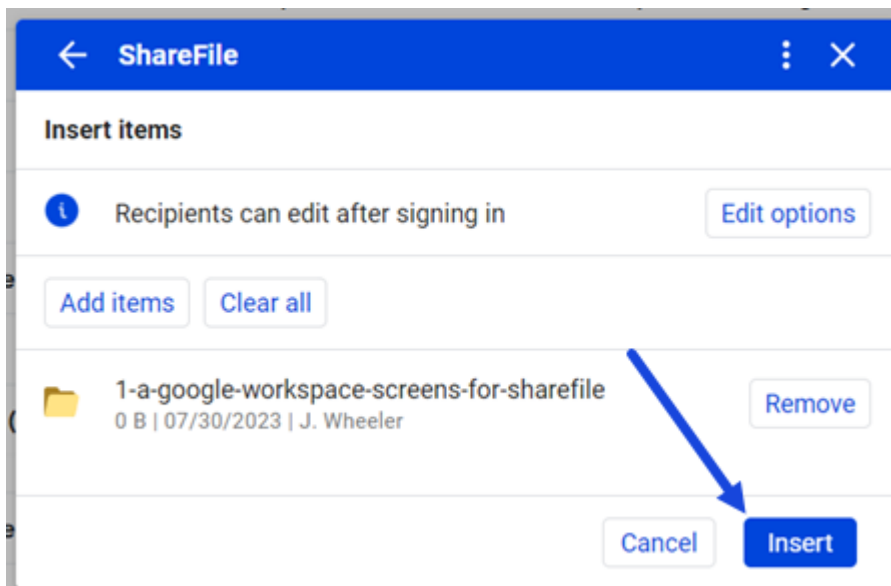 ShareFile
Insert items
Recipients can edit after signing in
Edit options
Add items
Clear all
1-a-google-workspace-screens-for-sharefile
0 B | 07/30/2023 | J. Wheeler
Remove
Cancel
Insert